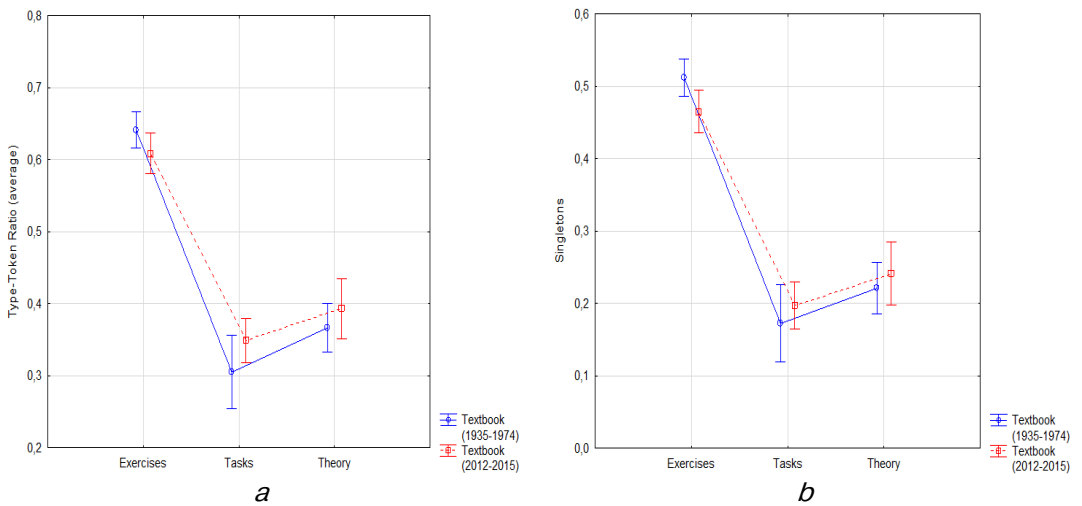 0,8
0,7
0,6
0,5
0,4
0,3
0,2
Type-Token Ratio (average)
Exercises Tasks Theory
Textbook
(1935-1974)
Textbook
(2012-2015)
a
0,6
0,5
0,4
0,3
0,2
0,1
0,0
Singletons
Exercises Tasks Theory
Textbook
(1935-1974)
Textbook
(2012-2015)
b